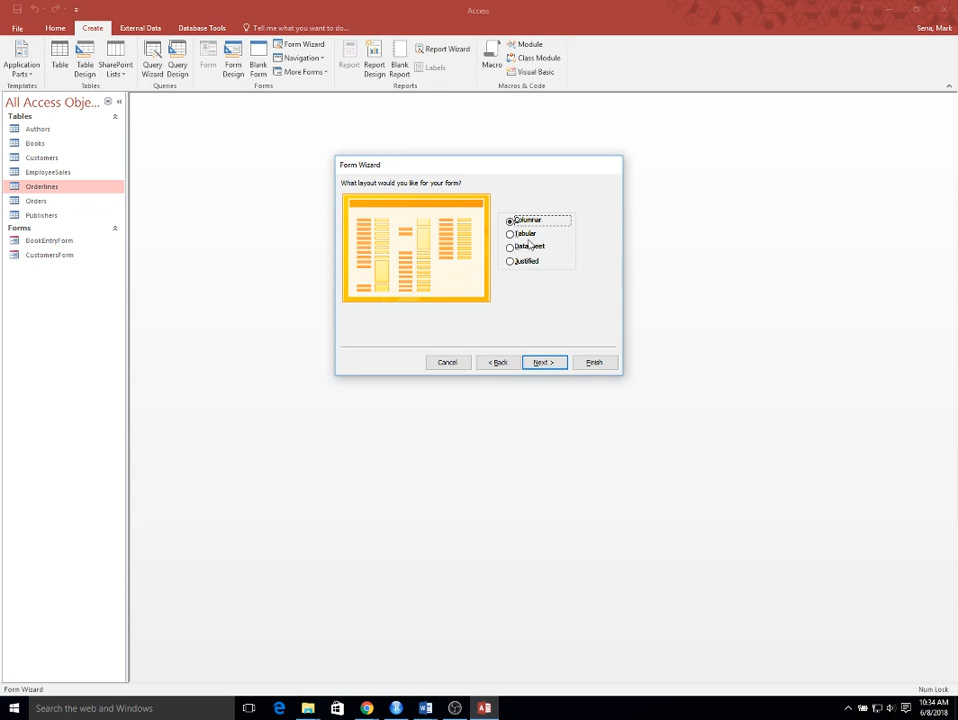 Access
Sena, Mark
File Home Create External Data Database Tools Tell me what you want to do...
Application Parts
Table
Table Design
SharePoint Lists
Query Wizard
Query Design
Form
Form Design
Blank Form
Form Wizard
Navigation
More Forms
Report
Report Design
Blank Report
Report Wizard
Labels
Macro
Module
Class Module
Visual Basic
Templates Tables Queries Forms Reports Macros & Code
All Access Obje...
Tables
Authors
Books
Customers
EmployeeSales
Orderlines
Orders
Publishers
Forms
BookEntryForm
CustomersForm
Form Wizard
What layout would you like for your form?
Columnar
Tabular
Datasheet
Justified
Cancel < Back Next > Finish
Form Wizard Num Lock
Search the web and Windows
10:34 AM
6/8/2018